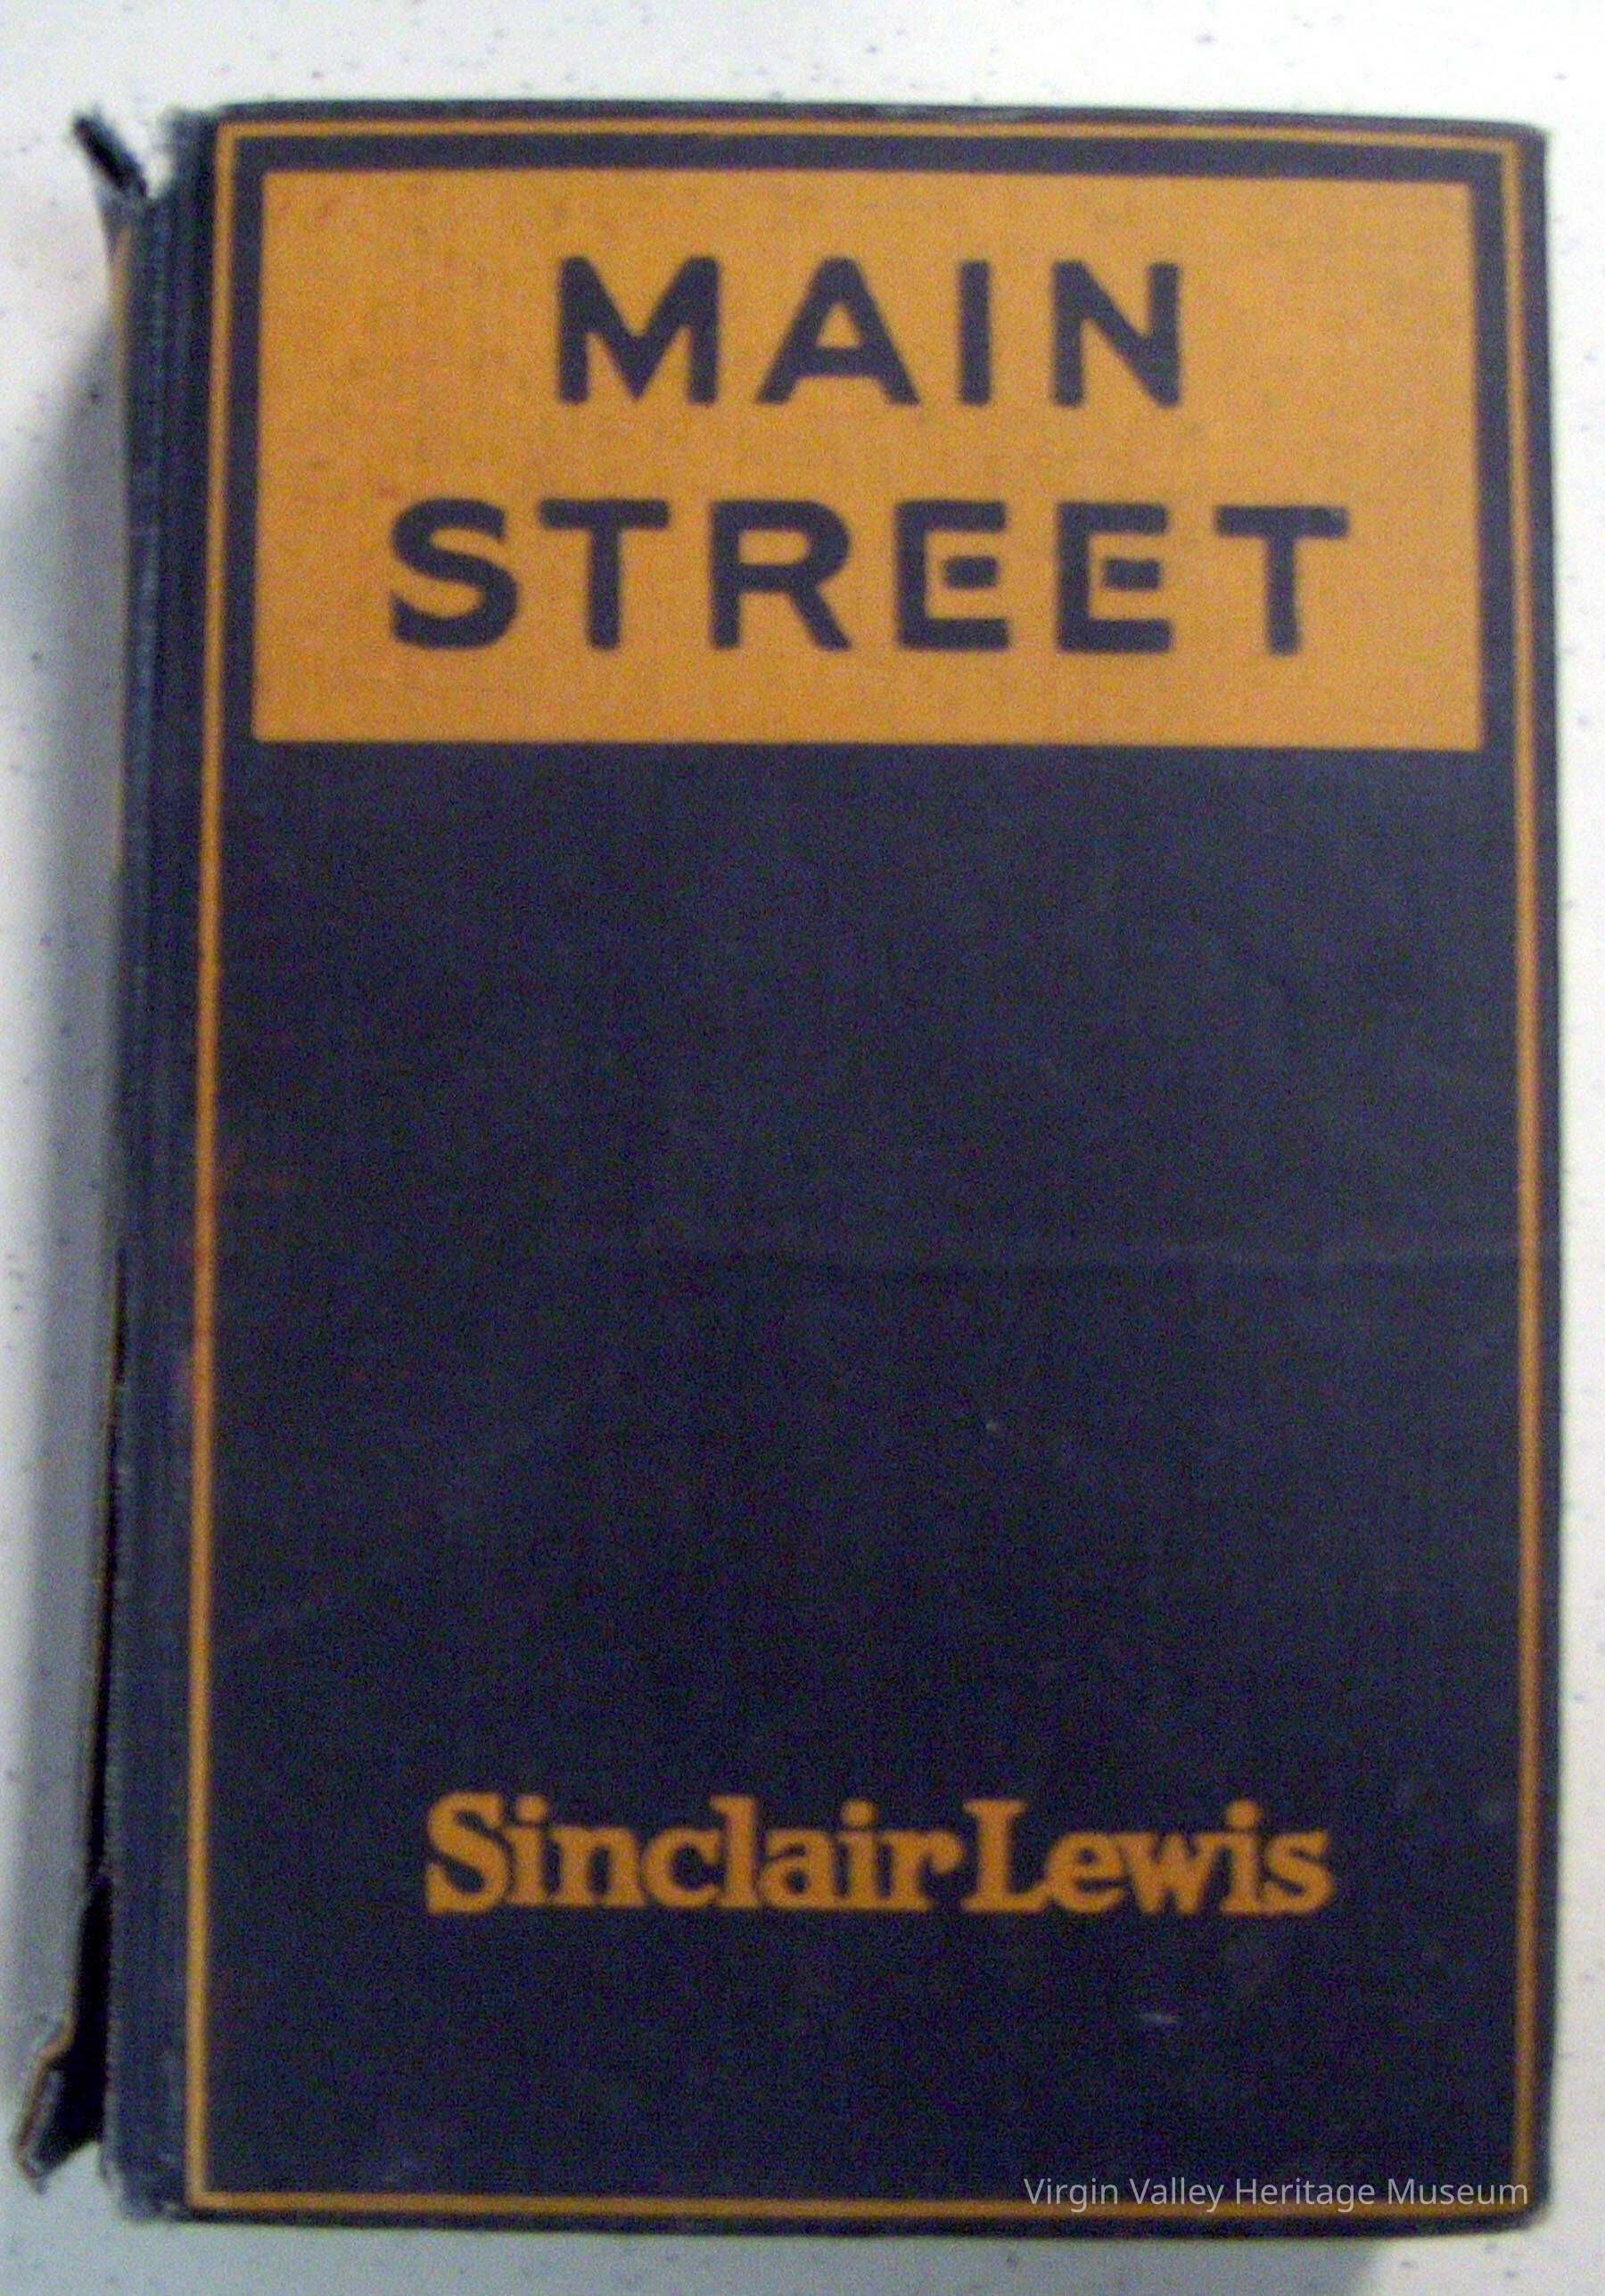 MAIN
STREET
Sinclair Lewis
Virgin Valley Heritage Museum